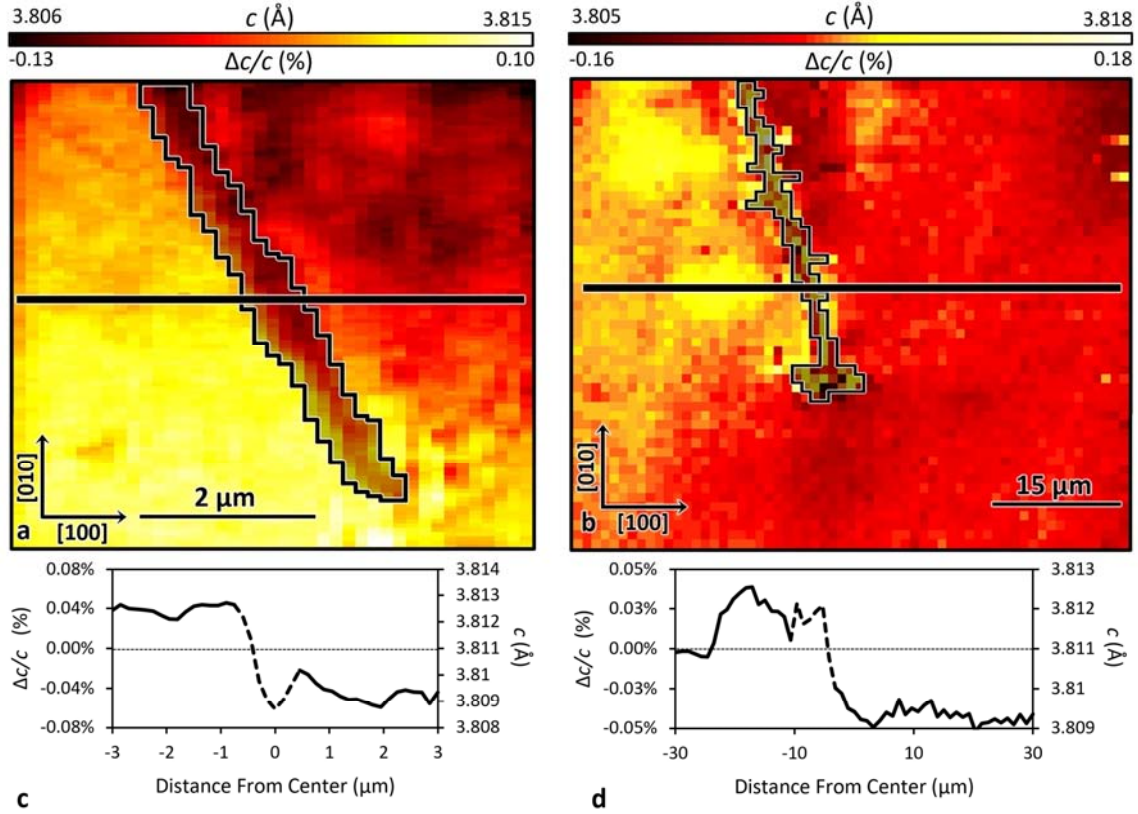 3.806 c (Å) 3.815
-0.13 Δc/c (%) 0.10
3.805 c (Å) 3.818
-0.16 Δc/c (%) 0.18
[010]
[100]
2 μm
a
[010]
[100]
15 μm
b
0.08%
0.04%
0.00%
-0.04%
-0.08%
Δc/c (%)
3.814
3.813
3.812
3.811
3.81
3.809
3.808
c (Å)
-3 -2 -1 0 1 2 3
Distance From Center (μm)
c
0.05%
0.03%
0.00%
-0.03%
-0.05%
Δc/c (%)
3.813
3.812
3.811
3.81
3.809
c (Å)
-30 -10 10 30
Distance From Center (μm)
d